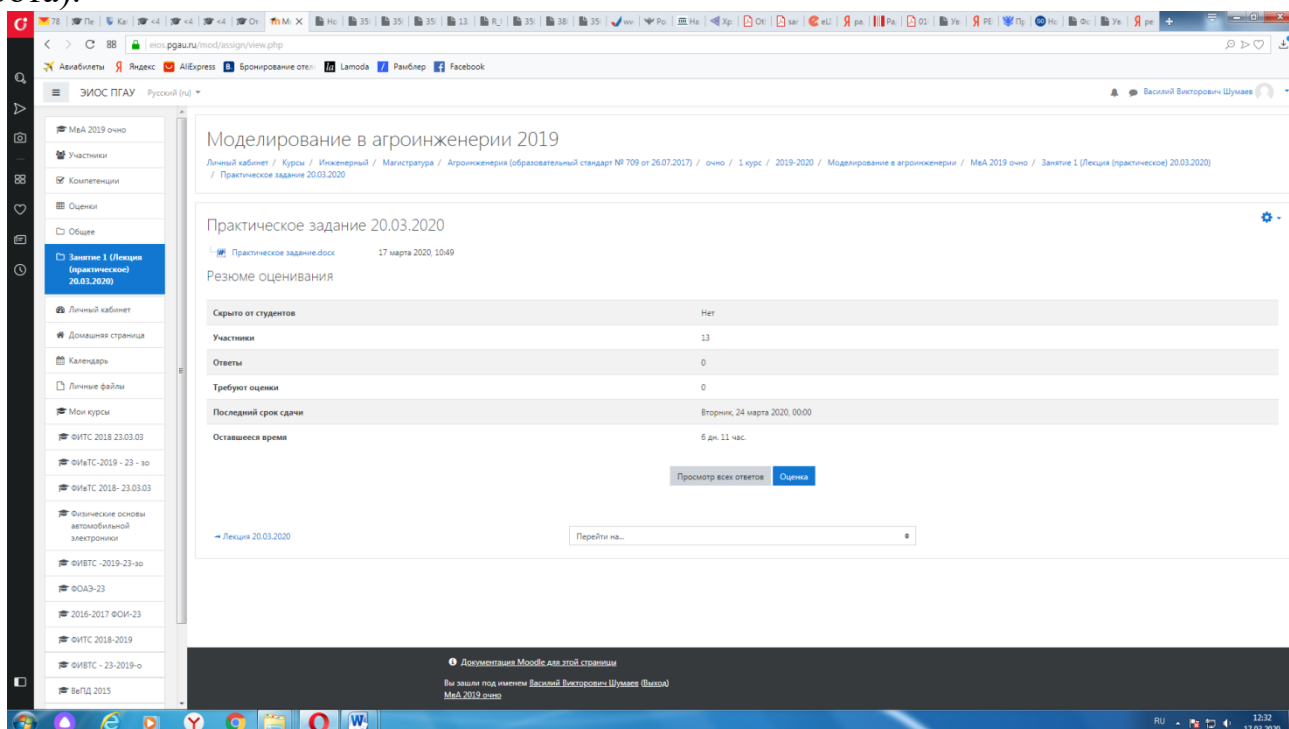 eios.pgau.ru/mod/assign/view.php
Авиабилеты Яндекс AliExpress Бронирование отел Lamoda Рамблер Facebook
ЭИОС ПГАУ Русский (ru) Василий Викторович Шумаев
МвА 2019 очно
Участники
Компетенции
Оценки
Общее
Занятие 1 (Лекция
(практическое)
20.03.2020)
Личный кабинет
Домашняя страница
Календарь
Личные файлы
Мои курсы
ФИТС 2018 23.03.03
ФИвТС-2019 - 23 - зо
ФИвТС 2018- 23.03.03
Физические основы
автомобильной
электроники
ФИВТС -2019-23-зо
ФОАЭ-23
2016-2017 ФОИ-23
ФИТС 2018-2019
ФИВТС - 23-2019-о
ВвПД 2015
Моделирование в агроинженерии 2019
Личный кабинет / Курсы / Инженерный / Магистратура / Агроинженерия (образовательный стандарт № 709 от 26.07.2017) / очно / 1 курс / 2019-2020 / Моделирование в агроинженерии / МвА 2019 очно / Занятие 1 (Лекция (практическое) 20.03.2020)
/ Практическое задание 20.03.2020
Практическое задание 20.03.2020
Практическое задание.docx 17 марта 2020, 10:49
Резюме оценивания
Скрыто от студентов Нет
Участники 13
Ответы 0
Требуют оценки 0
Последний срок сдачи Вторник, 24 марта 2020, 00:00
Оставшееся время 6 дн. 11 час.
Просмотр всех ответов Оценка
Лекция 20.03.2020 Перейти на...
Документация Moodle для этой страницы
Вы зашли под именем Василий Викторович Шумаев (Выход)
МвА 2019 очно
RU 12:32
17.03.2020